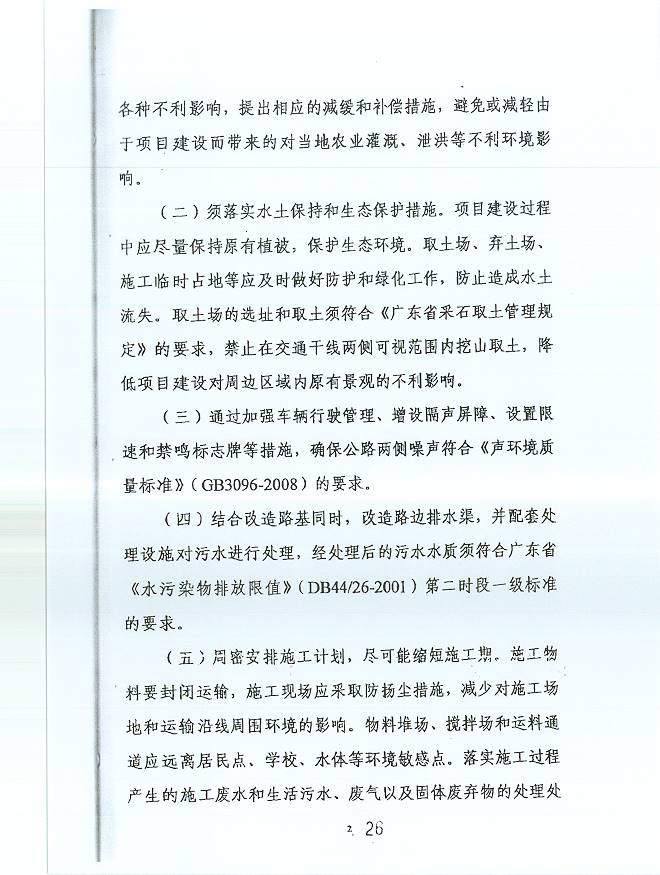 各种不利影响，提出相应的减缓和补偿措施，避免或减轻由
于项目建设而带来的对当地农业灌溉、泄洪等不利环境影
响。
（二）须落实水土保持和生态保护措施。项目建设过程
中应尽量保持原有植被，保护生态环境。取土场、弃土场、
施工临时占地等应及时做好防护和绿化工作，防止造成水土
流失。取土场的选址和取土须符合《广东省采石取土管理规
定》的要求，禁止在交通干线两侧可视范围内挖山取土，降
低项目建设对周边区域内原有景观的不利影响。
（三）通过加强车辆行驶管理、增设隔声屏障、设置限
速和禁鸣标志牌等措施，确保公路两侧噪声符合《声环境质
量标准》（GB3096-2008）的要求。
（四）结合改造路基同时，改造路边排水渠，并配套处
理设施对污水进行处理，经处理后的污水水质须符合广东省
《水污染物排放限值》（DB44/26-2001）第二时段一级标准
的要求。
（五）周密安排施工计划，尽可能缩短施工期。施工物
料要封闭运输，施工现场应采取防扬尘措施，减少对施工场
地和运输沿线周围环境的影响。物料堆场、搅拌场和运料通
道应远离居民点、学校、水体等环境敏感点。落实施工过程
产生的施工废水和生活污水、废气以及固体废弃物的处理处
2 26